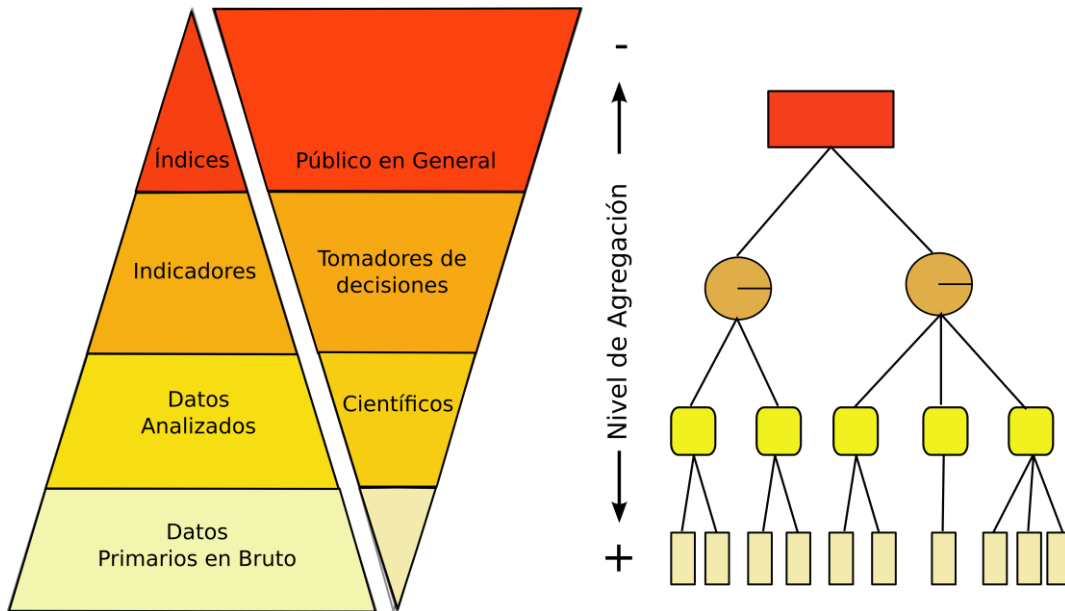 Índices
Público en General
Indicadores
Tomadores de
decisiones
Datos
Analizados
Científicos
Datos
Primarios en Bruto
-
Nivel de Agregación
+